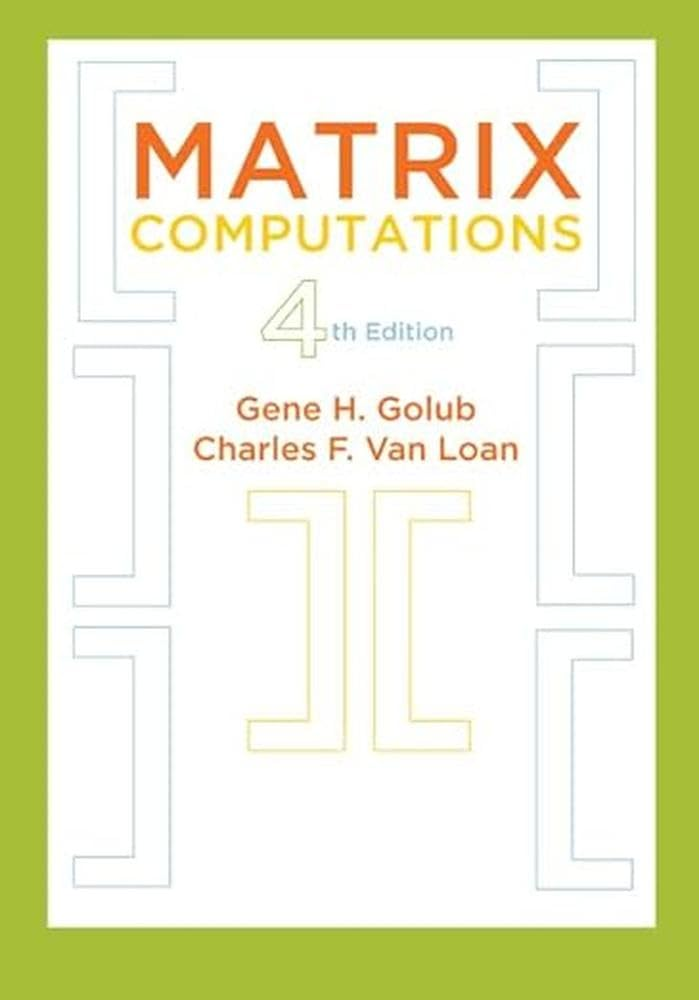 MATRIX
COMPUTATIONS
4th Edition
Gene H. Golub
Charles F. Van Loan